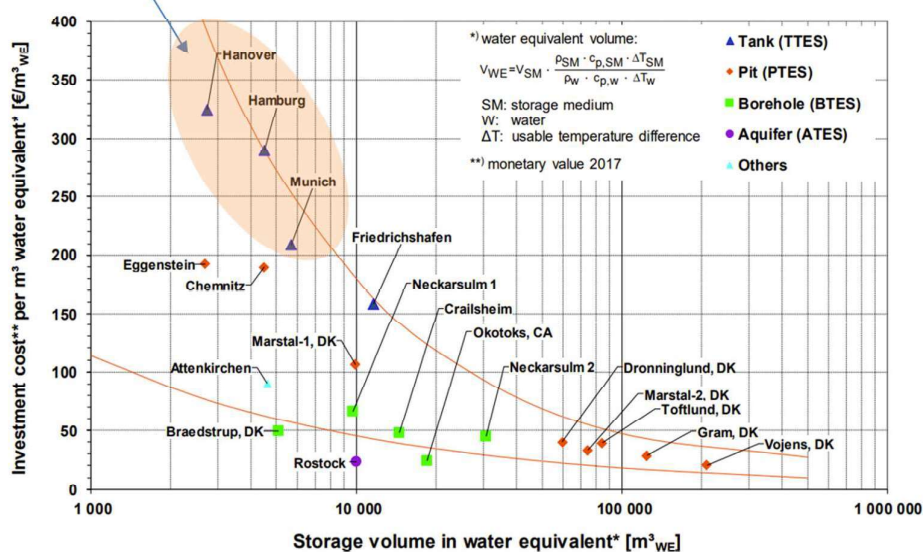 Investment cost** per m³ water equivalent* [€/m³WE]
400
350
300
250
200
150
100
50
0
Hanover
Hamburg
Munich
Friedrichshafen
Eggenstein
Chemnitz
Neckarsulm 1
Crailsheim
Okotoks, CA
Marstal-1, DK
Attenkirchen
Neckarsulm 2
Dronninglund, DK
Marstal-2, DK
Toftlund, DK
Gram, DK
Vojens, DK
Braedstrup, DK
Rostock
*) water equivalent volume:
VWE=VSM · ρSM · cp,SM · ΔTSM / ρw · cp,w · ΔTw
SM: storage medium
W: water
ΔT: usable temperature difference
**) monetary value 2017
Tank (TTES)
Pit (PTES)
Borehole (BTES)
Aquifer (ATES)
Others
1 000
10 000
100 000
1 000 000
Storage volume in water equivalent* [m³WE]